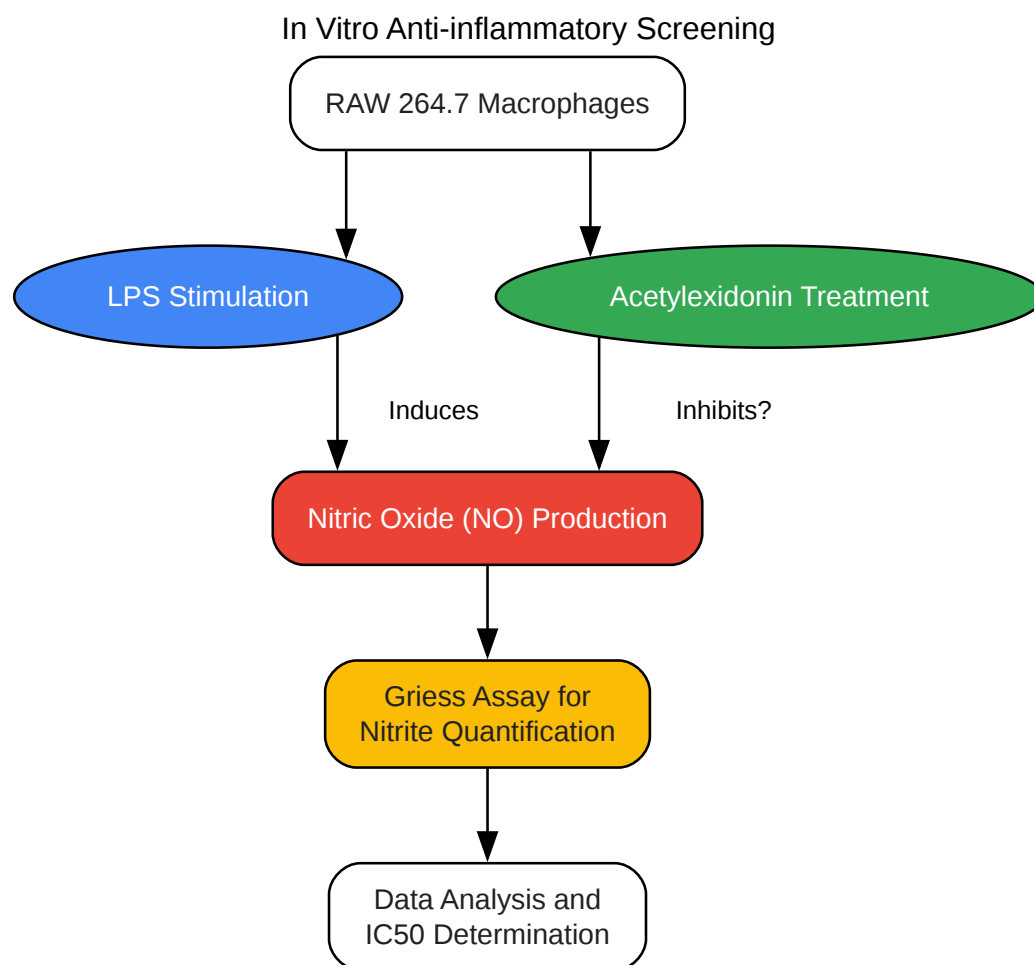 In Vitro Anti-inflammatory Screening
RAW 264.7 Macrophages
LPS Stimulation
Acetylexidonin Treatment
Induces
Inhibits?
Nitric Oxide (NO) Production
Griess Assay for
Nitrite Quantification
Data Analysis and
IC50 Determination